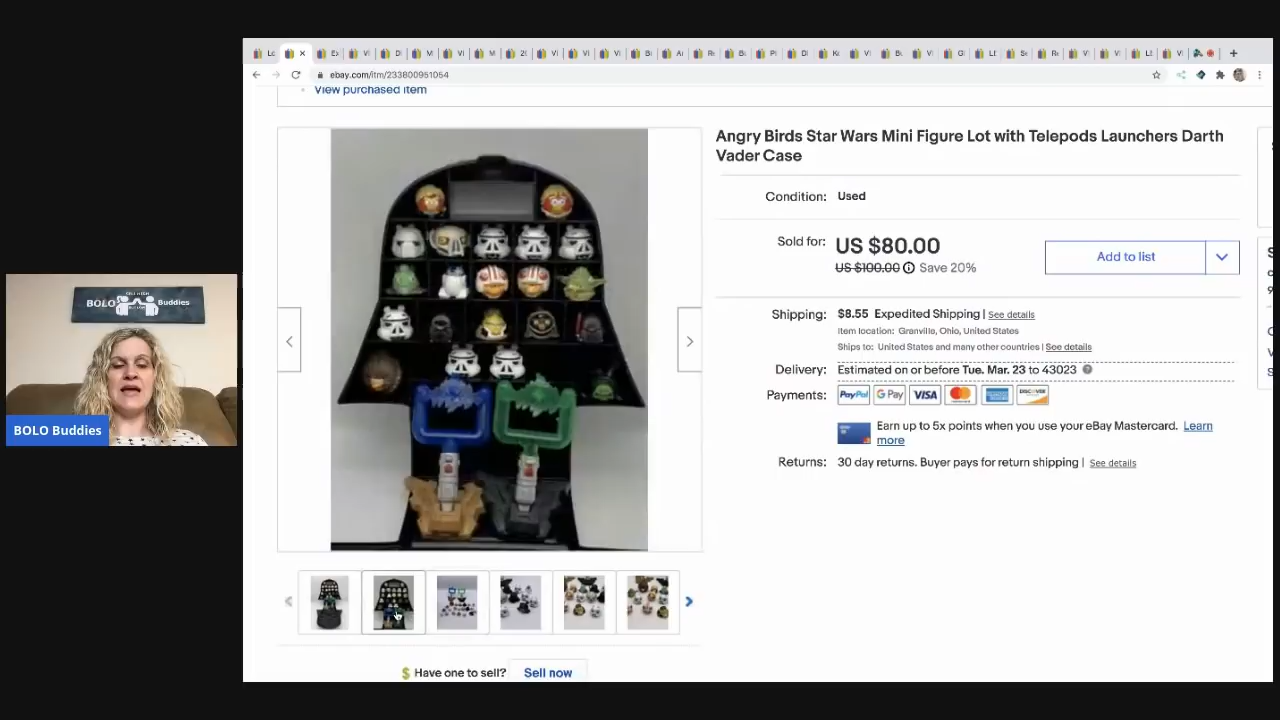 ebay.com/itm/233800951054
View purchased item
Angry Birds Star Wars Mini Figure Lot with Telepods Launchers Darth
Vader Case
Condition: Used
Sold for: US $80.00
US $100.00 Save 20%
Add to list
Shipping: $8.55 Expedited Shipping | See details
Item location: Granville, Ohio, United States
Ships to: United States and many other countries | See details
Delivery: Estimated on or before Tue. Mar. 23 to 43023
Payments: PayPal G Pay VISA
DISCOVER
Earn up to 5x points when you use your eBay Mastercard. Learn
more
Returns: 30 day returns. Buyer pays for return shipping | See details
$ Have one to sell? Sell now
BOLO Buddies
BOLO Buddies